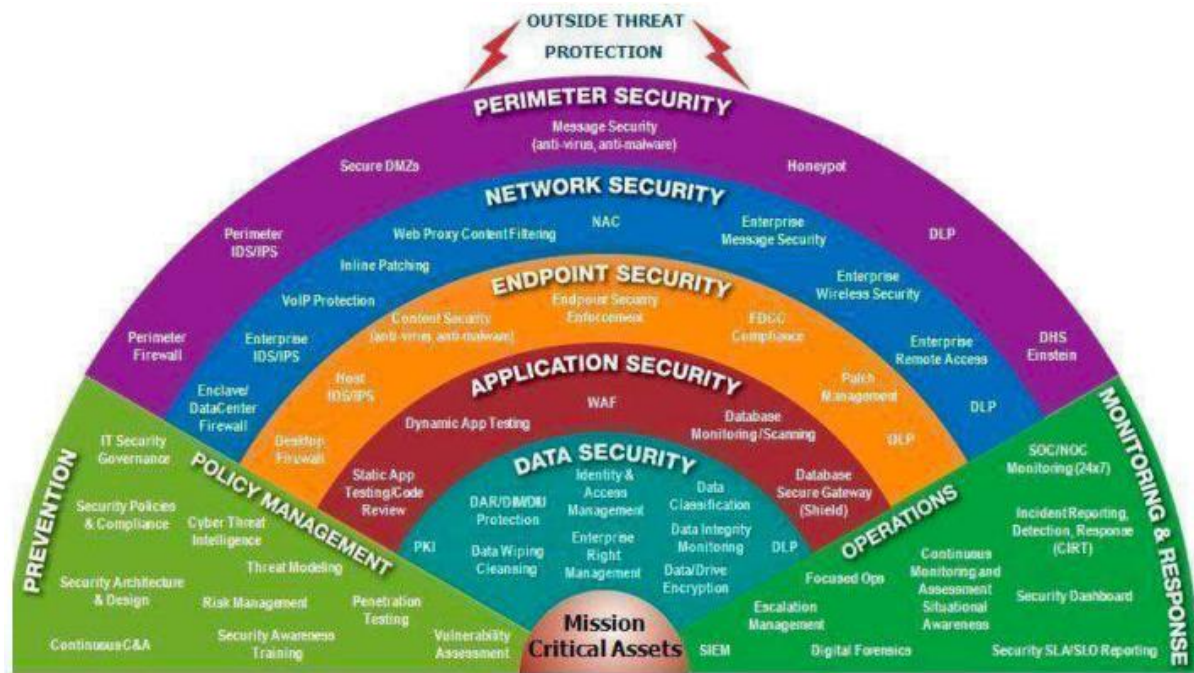 OUTSIDE THREAT
PROTECTION
PERIMETER SECURITY
Message Security
(anti-virus, anti-malware)
Secure DMZs
Honeypot
Perimeter
IDS/IPS
DLP
Perimeter
Firewall
DHS
Einstein
NETWORK SECURITY
NAC
Web Proxy Content Filtering
Enterprise
Message Security
Inline Patching
Enterprise
Wireless Security
VoIP Protection
Enterprise
IDS/IPS
Enterprise
Remote Access
Enclave/
DataCenter
Firewall
DLP
ENDPOINT SECURITY
Endpoint Security
Enforcement
Content Security
(anti-virus, anti-malware)
FDCC
Compliance
Host
IDS/IPS
Patch
Management
Desktop
Firewall
DLP
APPLICATION SECURITY
WAF
Dynamic App Testing
Database
Monitoring/Scanning
Static App
Testing/Code
Review
Database
Secure Gateway
(Shield)
DATA SECURITY
Identity &
Access
Management
DAR/DIM/DIU
Protection
Data
Classification
PKI
Data Wiping
Cleansing
Enterprise
Right
Management
Data Integrity
Monitoring
DLP
Data/Drive
Encryption
Mission
Critical Assets
PREVENTION
POLICY MANAGEMENT
IT Security
Governance
Security Policies
& Compliance
Cyber Threat
Intelligence
Threat Modeling
Security Architecture
& Design
Risk Management
Penetration
Testing
Continuous C&A
Security Awareness
Training
Vulnerability
Assessment
MONITORING & RESPONSE
OPERATIONS
SOC/NOC
Monitoring (24x7)
Incident Reporting,
Detection, Response
(CIRT)
Focused Ops
Continuous
Monitoring and
Assessment
Situational
Awareness
Security Dashboard
Escalation
Management
SIEM
Digital Forensics
Security SLA/SLO Reporting